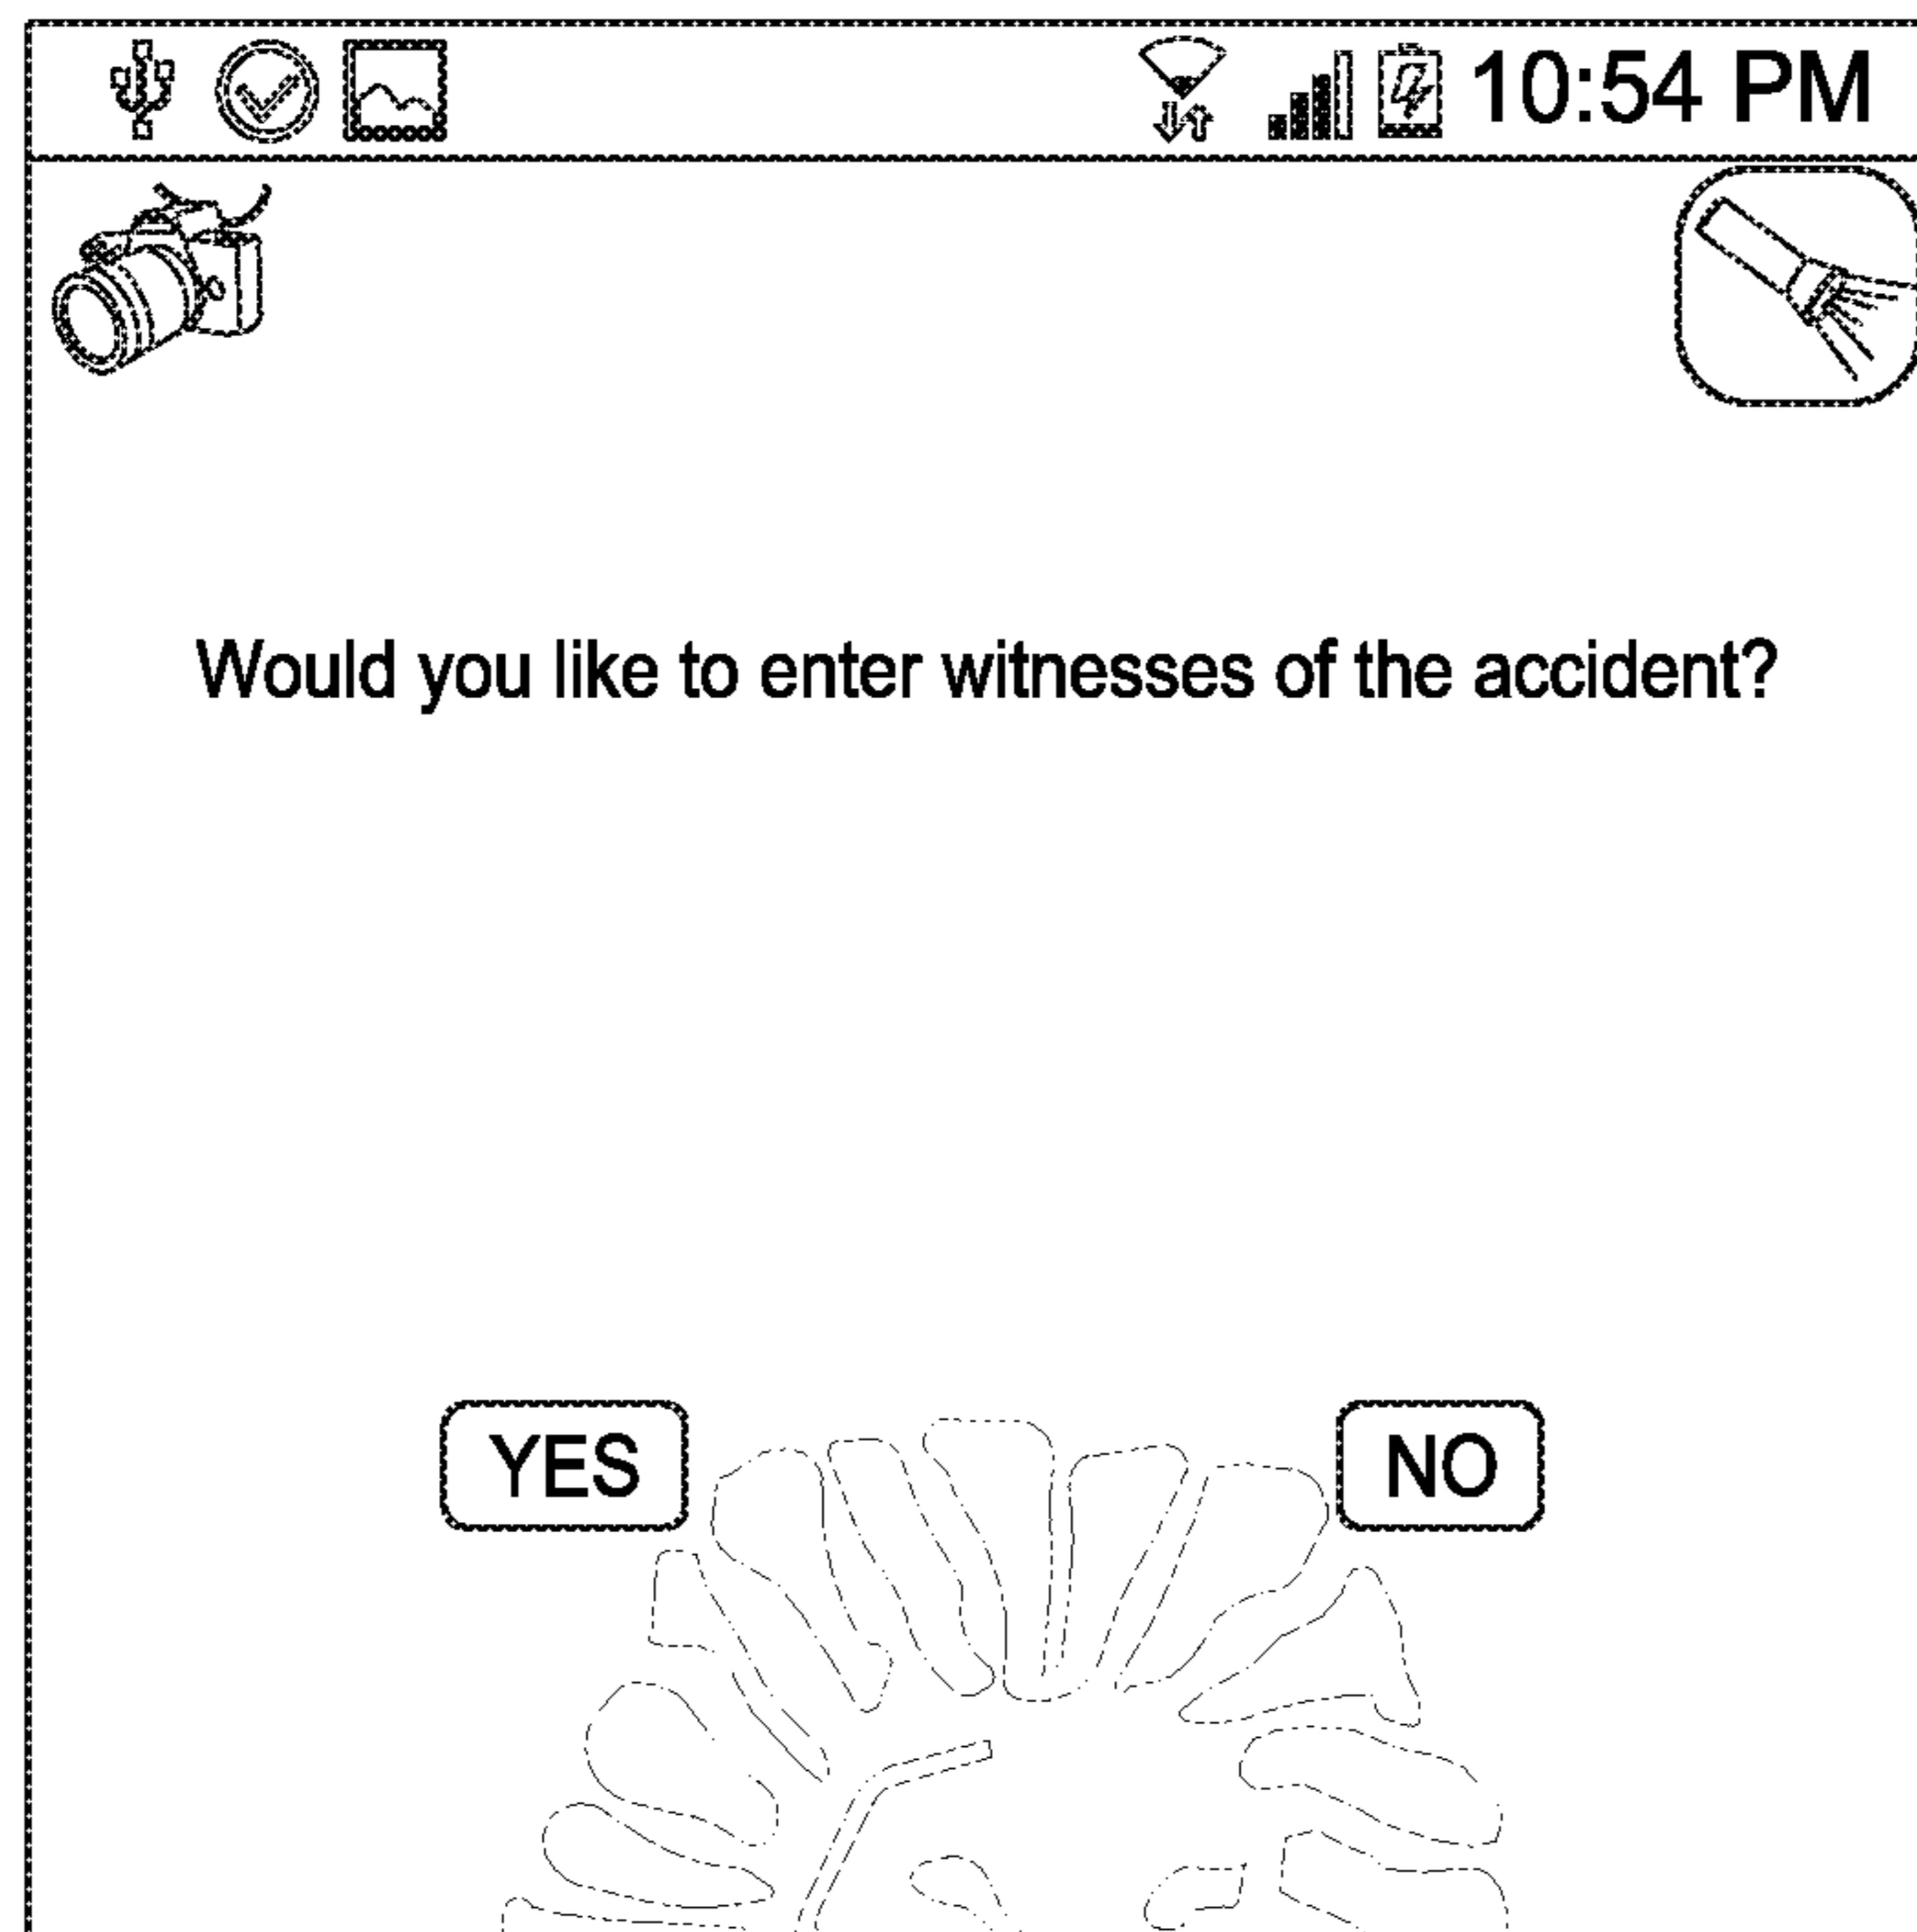 10:54 PM
Would you like to enter witnesses of the accident?
YES
NO